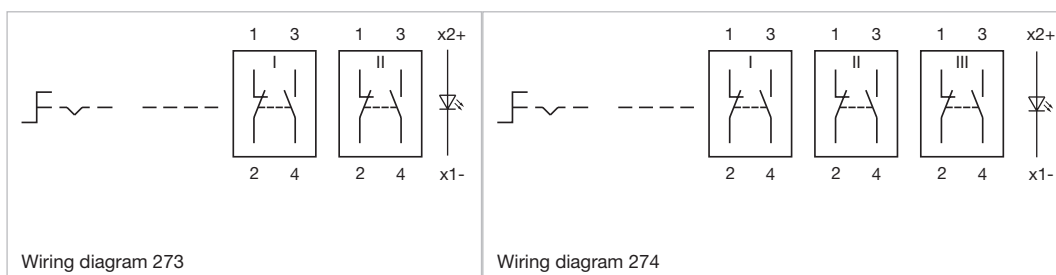 1 3 1 3 x2+
I II
2 4 2 4 x1-
Wiring diagram 273
1 3 1 3 1 3 x2+
I II III
2 4 2 4 2 4 x1-
Wiring diagram 274